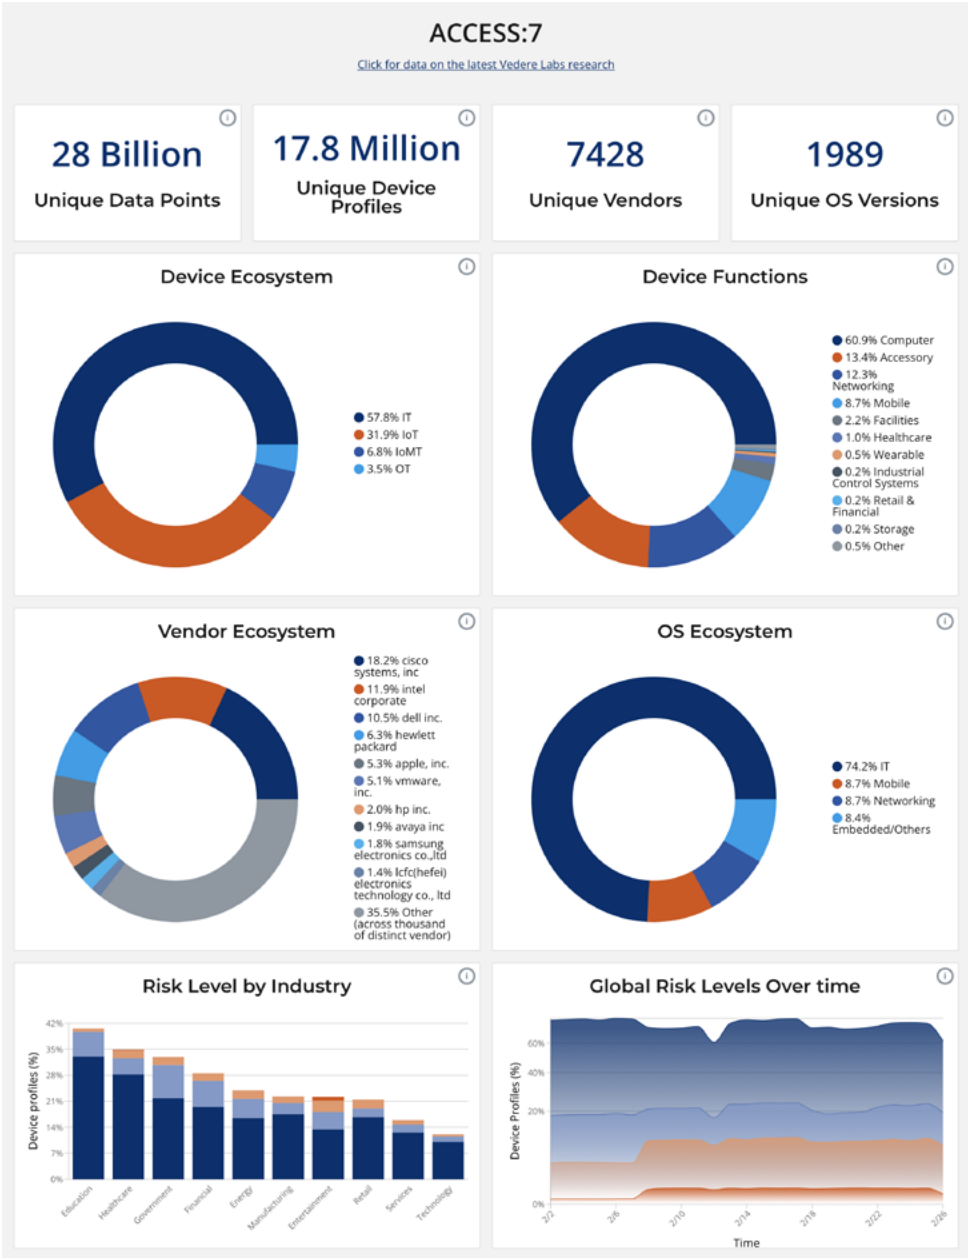 ACCESS:7
Click for data on the latest Vedere Labs research
28 Billion
Unique Data Points
17.8 Million
Unique Device
Profiles
7428
Unique Vendors
1989
Unique OS Versions
Device Ecosystem
57.8% IT
31.9% IoT
6.8% IoMT
3.5% OT
Device Functions
60.9% Computer
13.4% Accessory
12.3%
Networking
8.7% Mobile
2.2% Facilities
1.0% Healthcare
0.5% Wearable
0.2% Industrial
Control Systems
0.2% Retail &
Financial
0.2% Storage
0.5% Other
Vendor Ecosystem
18.2% cisco
systems, inc
11.9% intel
corporate
10.5% dell inc.
6.3% hewlett
packard
5.3% apple, inc.
5.1% vmware,
inc.
2.0% hp inc.
1.9% avaya inc
1.8% samsung
electronics co.,ltd
1.4% lcfc(hefei)
electronics
technology co., ltd
35.5% Other
(across thousand
of distinct vendor)
OS Ecosystem
74.2% IT
8.7% Mobile
8.7% Networking
8.4%
Embedded/Others
Risk Level by Industry
Device profiles (%)
42%
35%
28%
21%
14%
7%
0%
Education
Healthcare
Government
Financial
Energy
Manufacturing
Entertainment
Retail
Services
Technology
Global Risk Levels Over time
Device Profiles (%)
60%
40%
20%
0%
2/2
2/6
2/10
2/14
2/18
2/22
2/26
Time